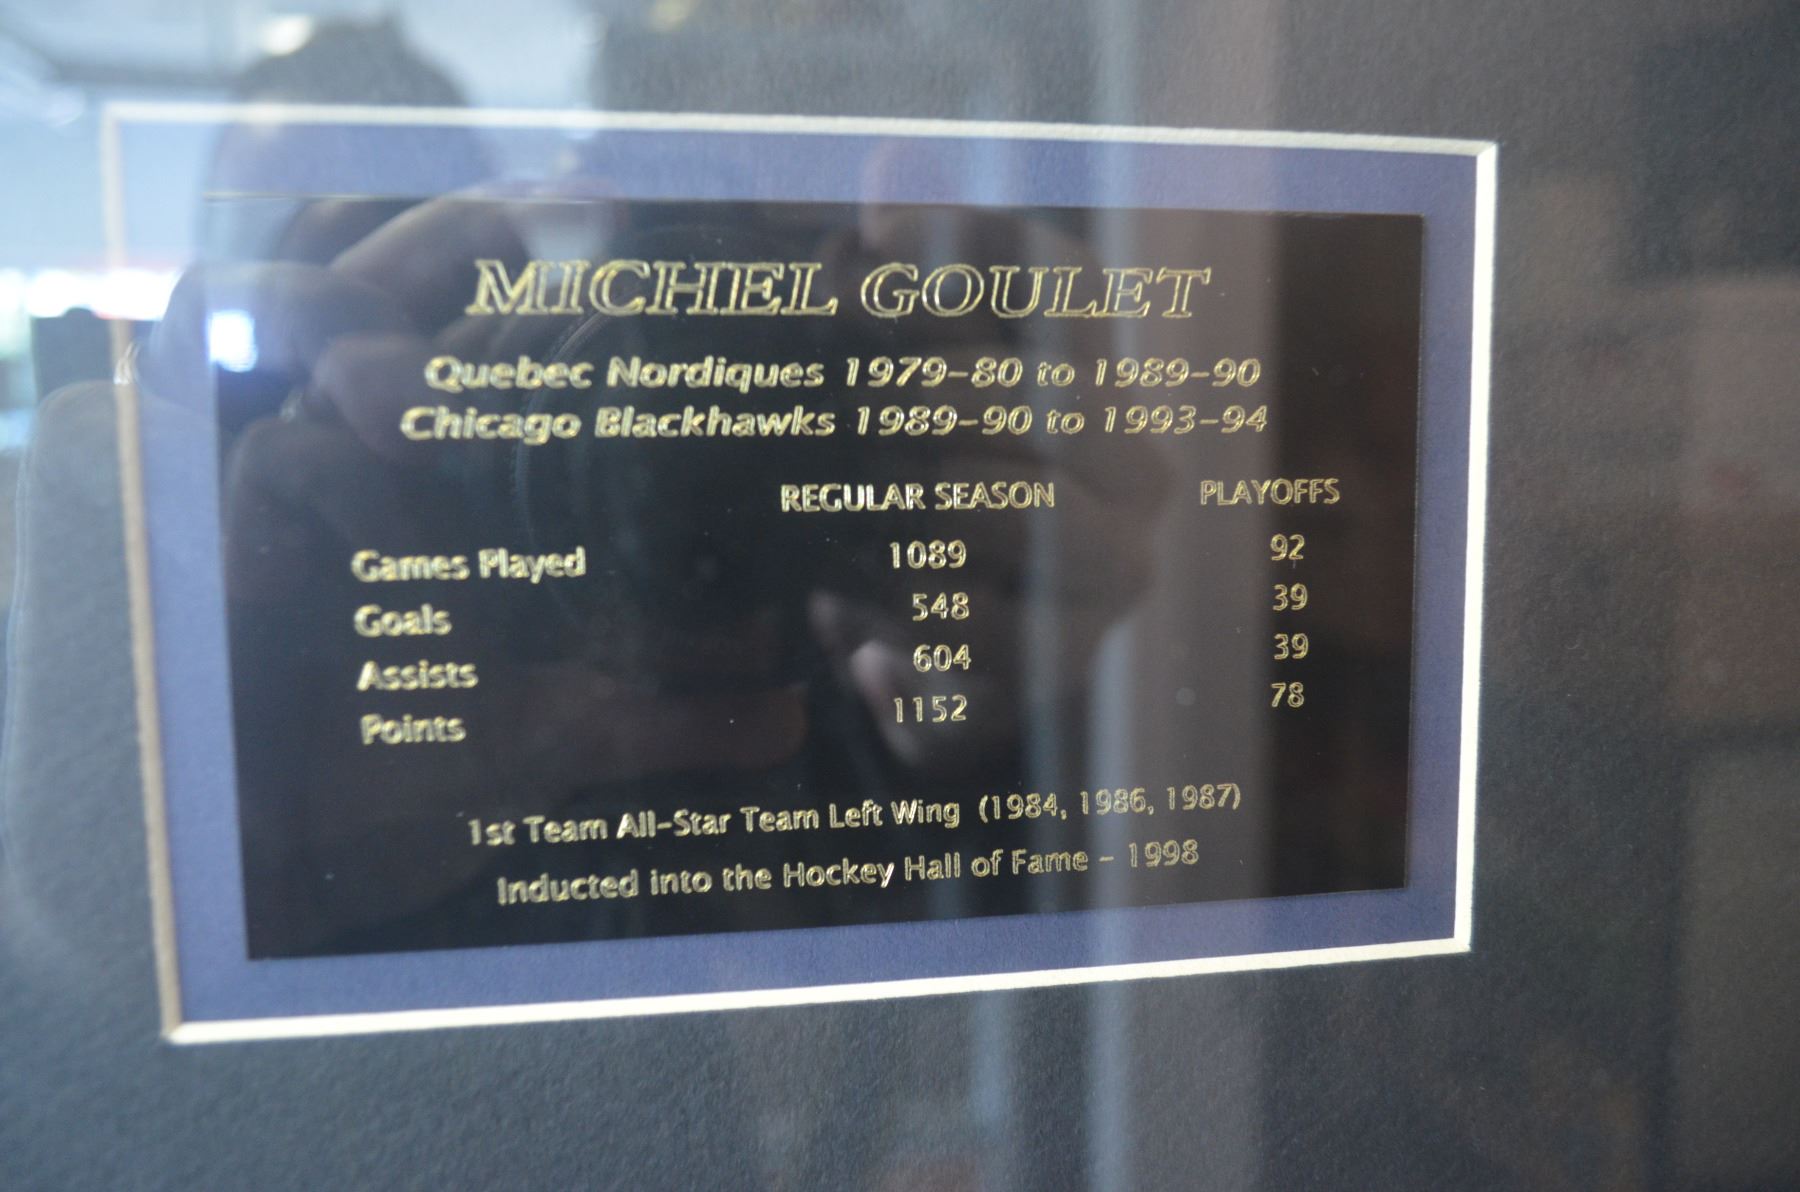 MICHEL GOULET
Quebec Nordiques 1979-80 to 1989-90
Chicago Blackhawks 1989-90 to 1993-94
REGULAR SEASON PLAYOFFS
Games Played 1089 92
Goals 548 39
Assists 604 39
Points 1152 78
1st Team All-Star Team Left Wing (1984, 1986, 1987)
Inducted into the Hockey Hall of Fame - 1998